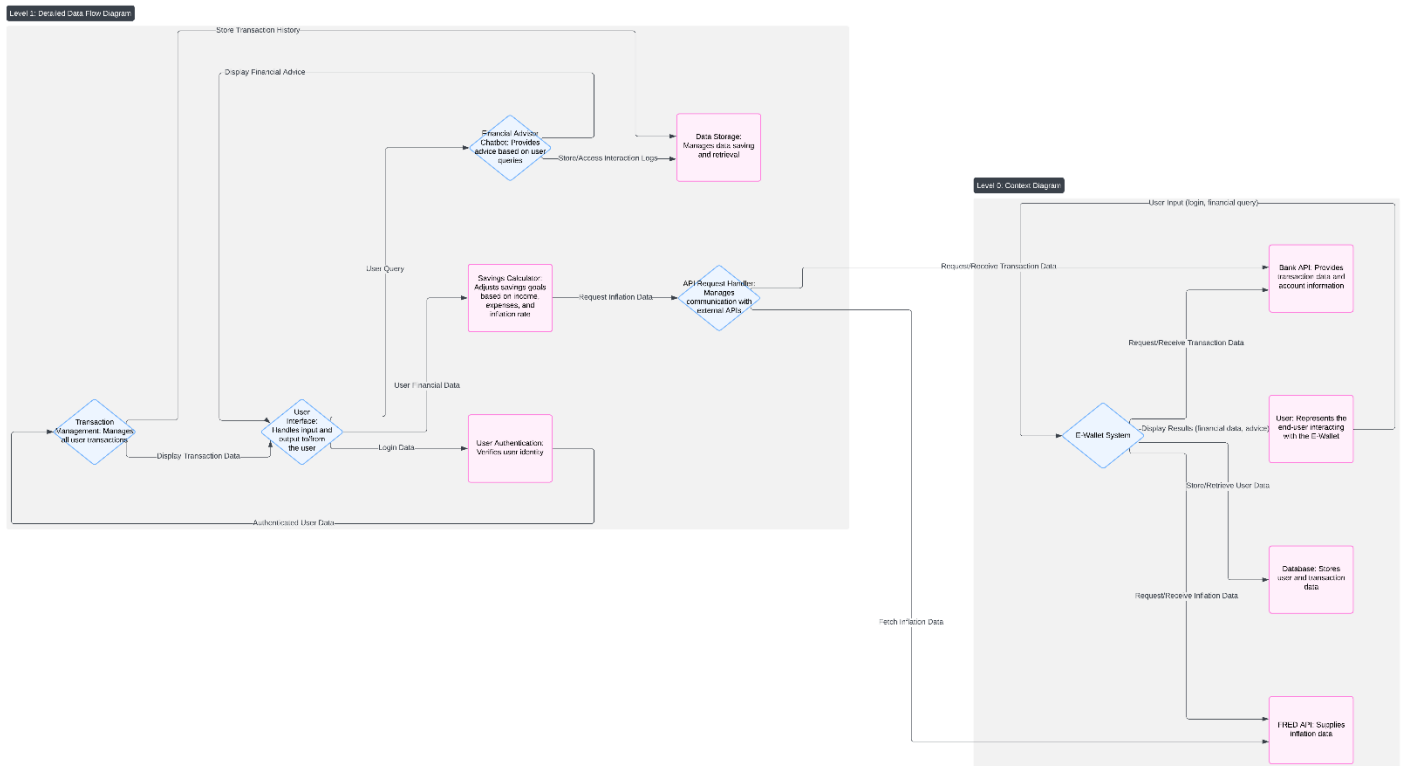 Level 1: Detailed Data Flow Diagram
Store Transaction History
Display Financial Advice
Financial Advisor
Chatbot: Provides
advice based on user
queries
Store/Access Interaction Logs
Data Storage:
Manages data saving
and retrieval
User Query
Savings Calculator:
Adjusts savings goals
based on income,
expenses, and
inflation rate
Request Inflation Data
API Request Handler:
Manages
communication with
external APIs
User Financial Data
Transaction
Management: Manages
all user transactions
Display Transaction Data
User
Interface:
Handles input and
output to/from
the user
Login Data
User Authentication:
Verifies user identity
Authenticated User Data
Request/Receive Transaction Data
Fetch Inflation Data
Level 0: Context Diagram
User Input (login, financial query)
Bank API: Provides
transaction data and
account information
Request/Receive Transaction Data
E-Wallet System
Display Results (financial data, advice)
User: Represents the
end-user interacting
with the E-Wallet
Store/Retrieve User Data
Database: Stores
user and transaction
data
Request/Receive Inflation Data
FRED API: Supplies
inflation data